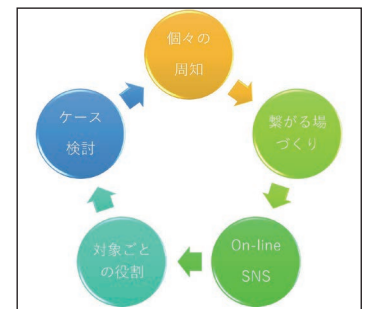 個々の
周知
繋がる場
づくり
On-line
SNS
対象ごと
の役割
ケース
検討